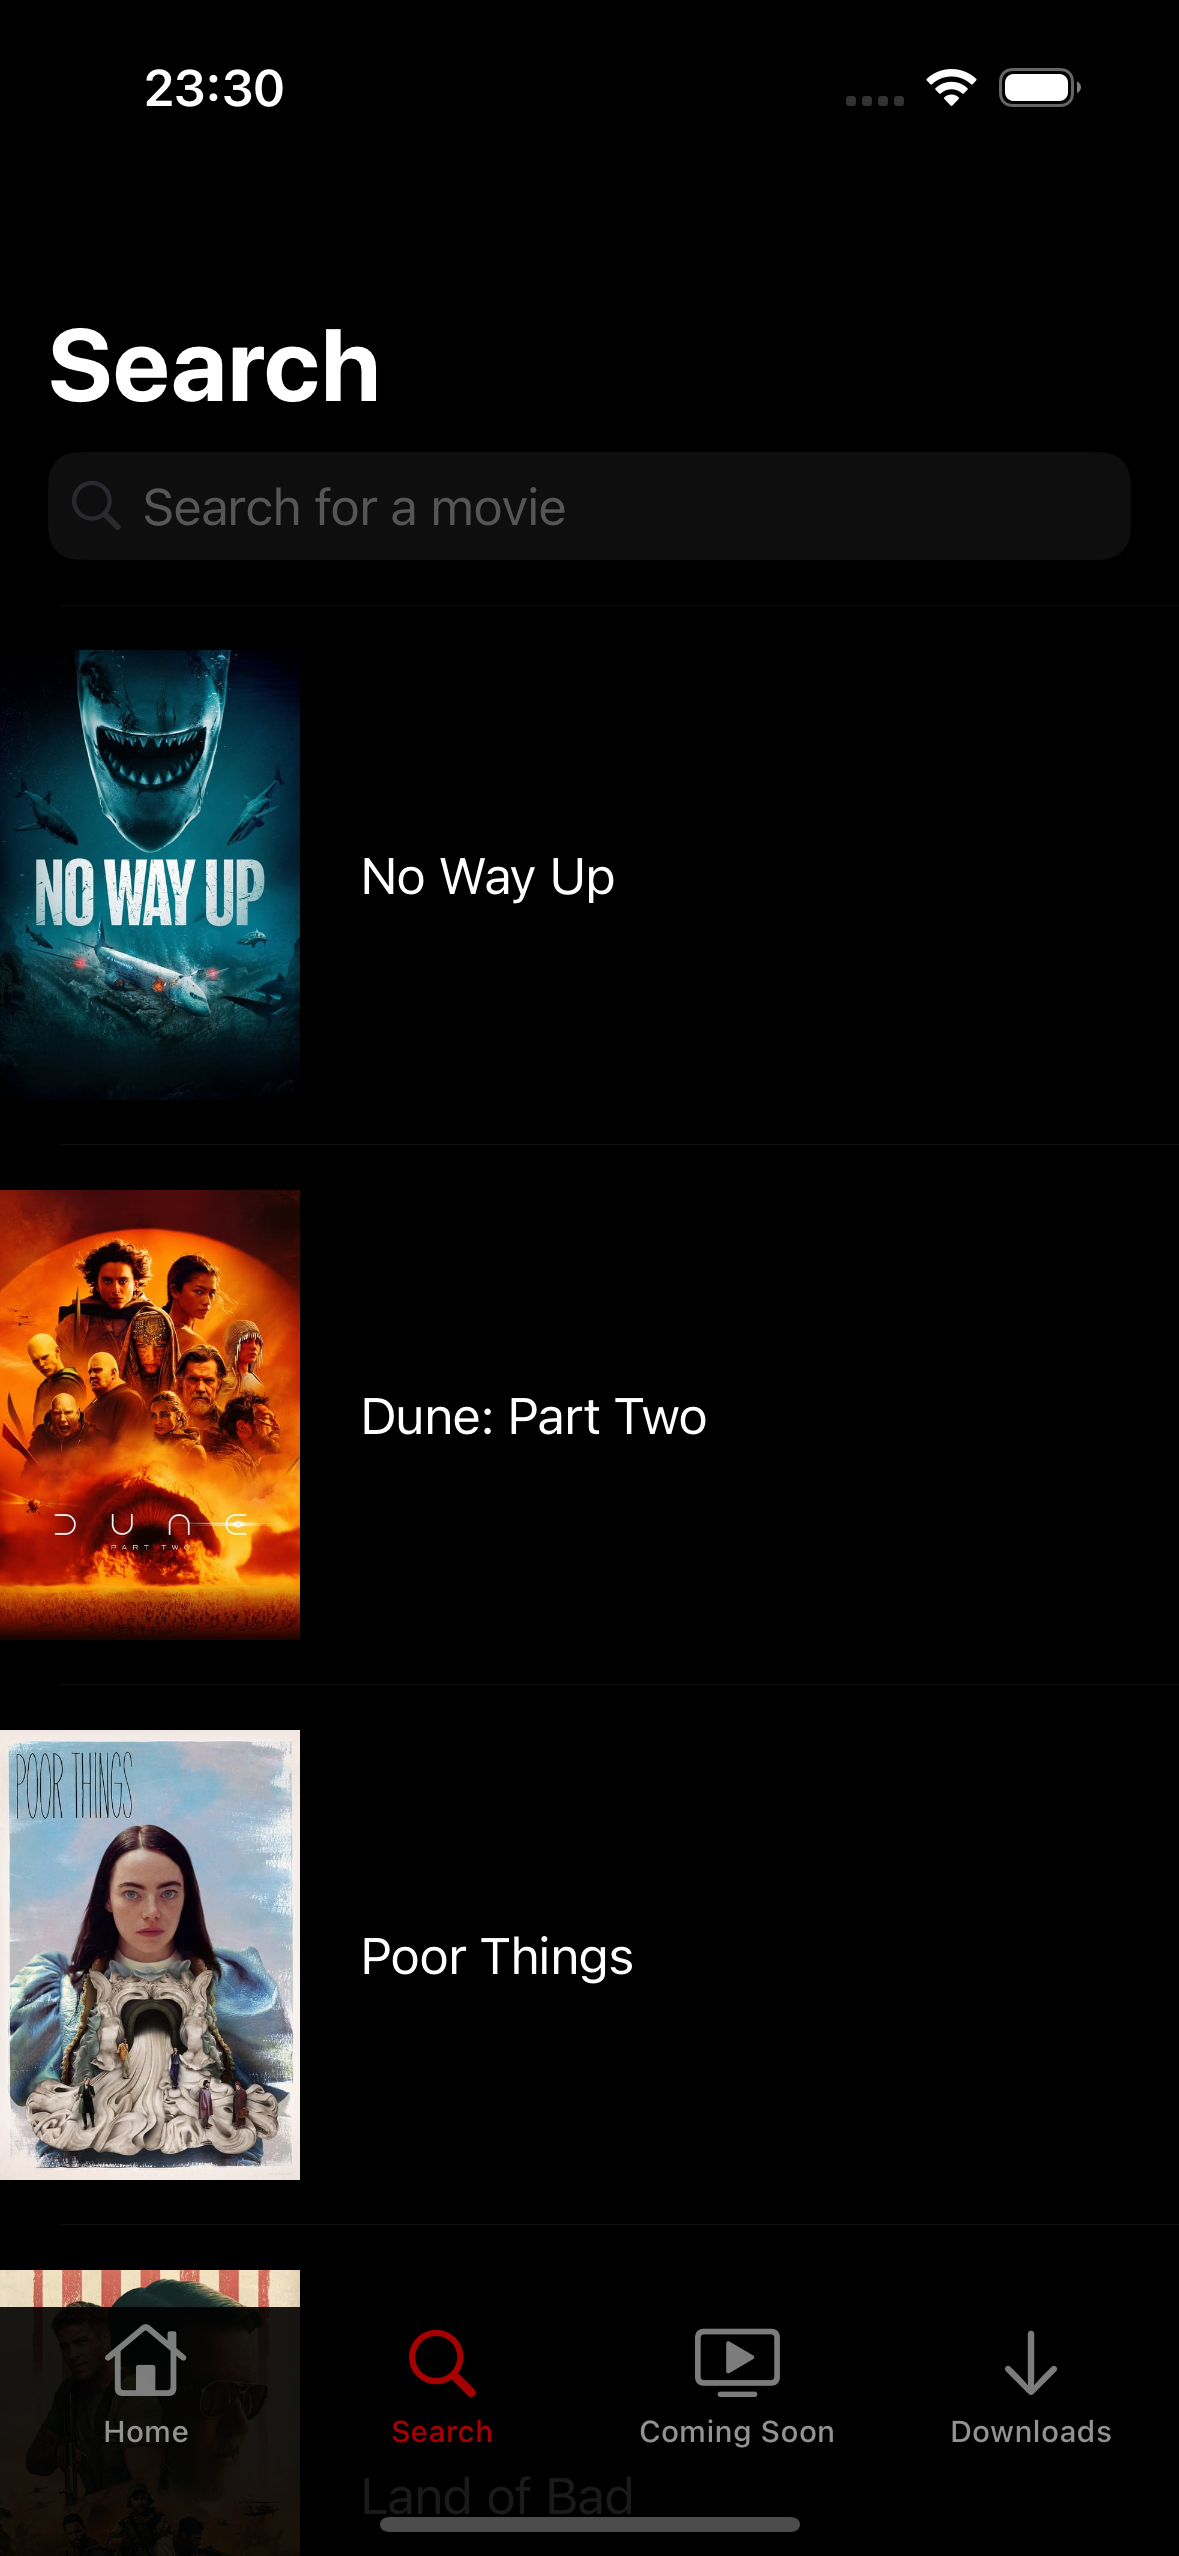 23:30
Search
Search for a movie
NO WAY UP
No Way Up
DUNE
PART TWO
Dune: Part Two
POOR THINGS
Poor Things
Home
Search
Coming Soon
Downloads
Land of Bad